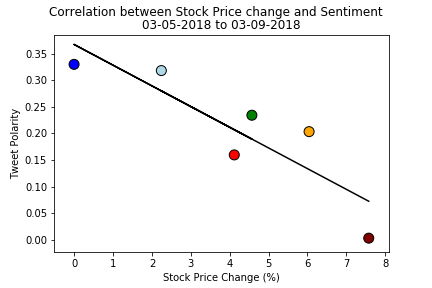 Correlation between Stock Price change and Sentiment
03-05-2018 to 03-09-2018
0.35
0.30
0.25
0.20
0.15
0.10
0.05
0.00
Tweet Polarity
0 1 2 3 4 5 6 7 8
Stock Price Change (%)